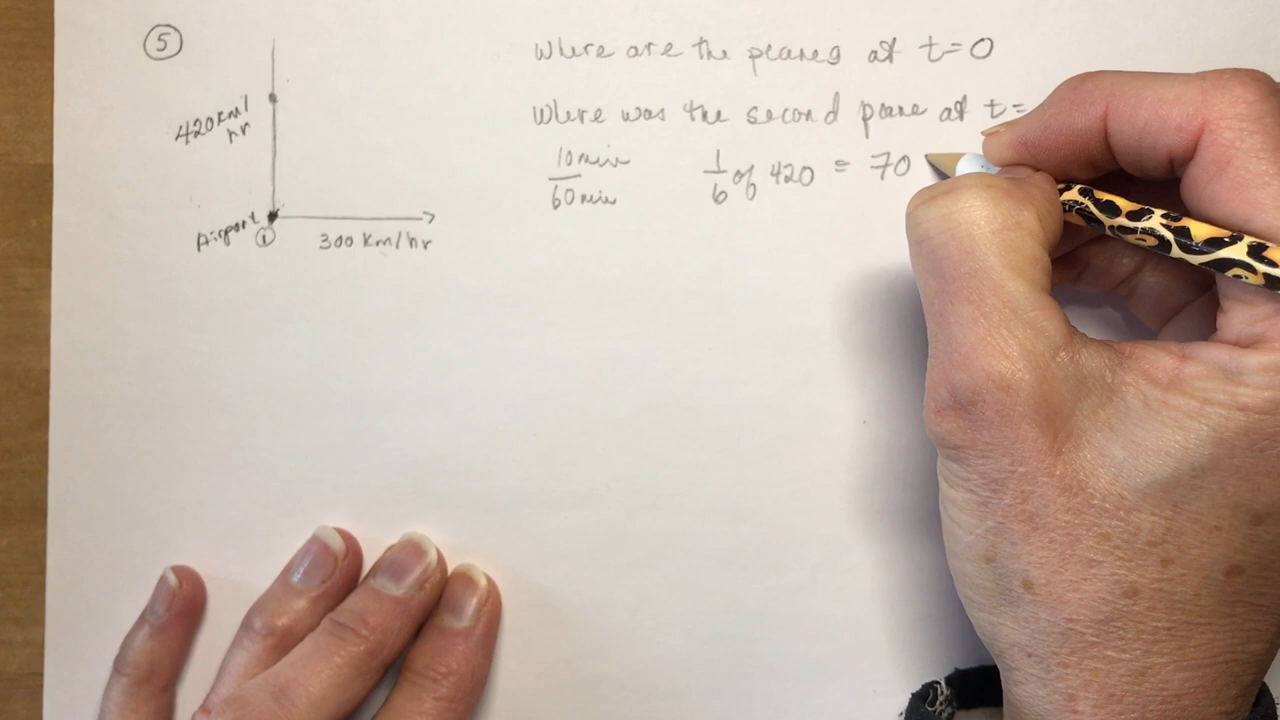 5
Where are the planes at t=0
Where was the second plane at t=
420 km/
hr
10 min
60 min
1/6 of 420 = 70
Airport
1
300 km/hr